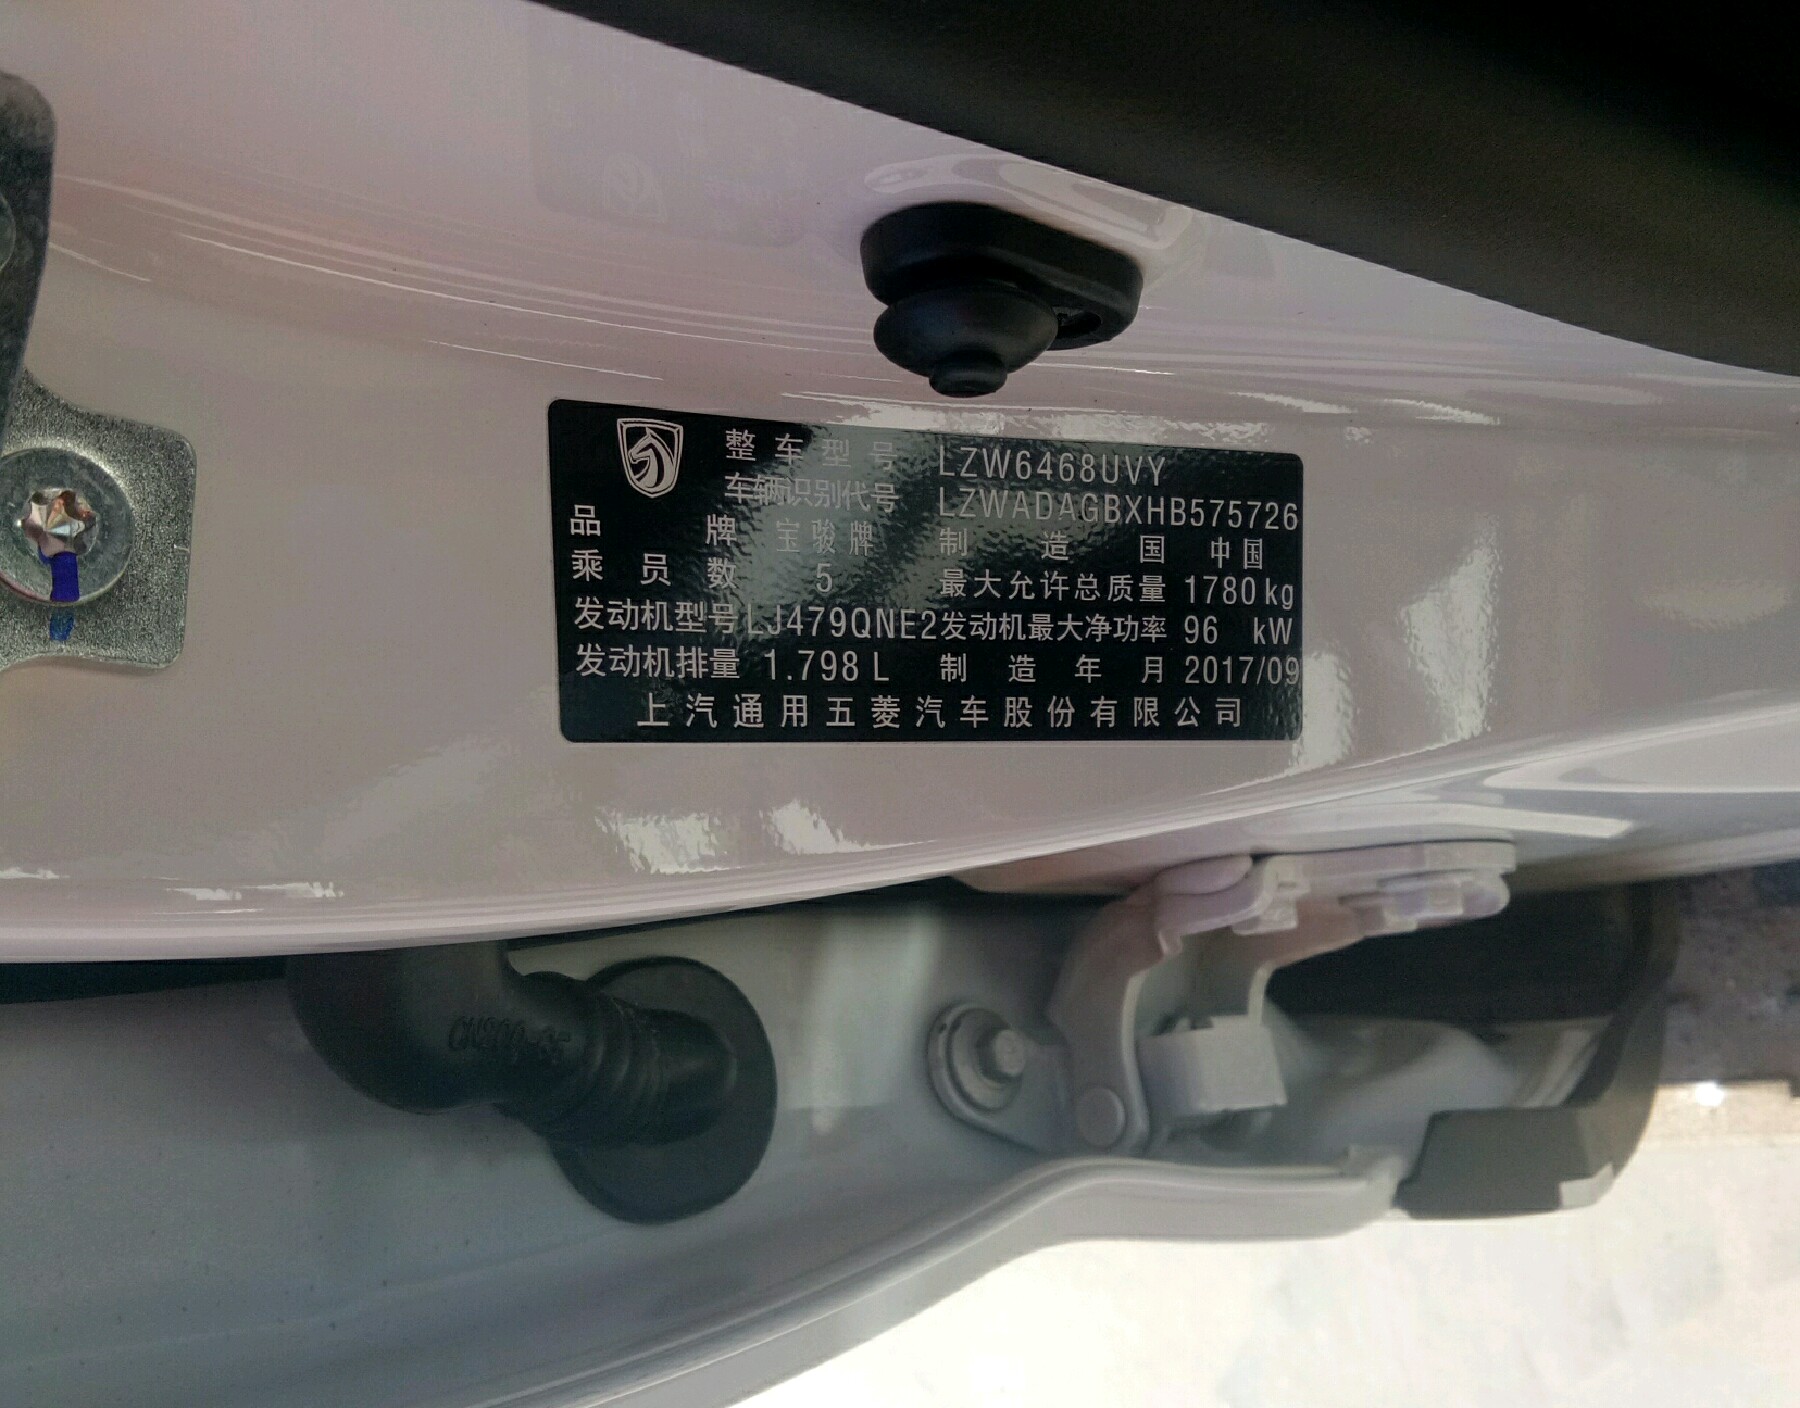 整车型号 LZW6468UVY
车辆识别代号 LZWADAGBXHB575726
品牌 宝骏牌 制造国 中国
乘员数 5 最大允许总质量 1780kg
发动机型号 LJ479QNE2 发动机最大净功率 96 kW
发动机排量 1.798L 制造年月 2017/09
上汽通用五菱汽车股份有限公司